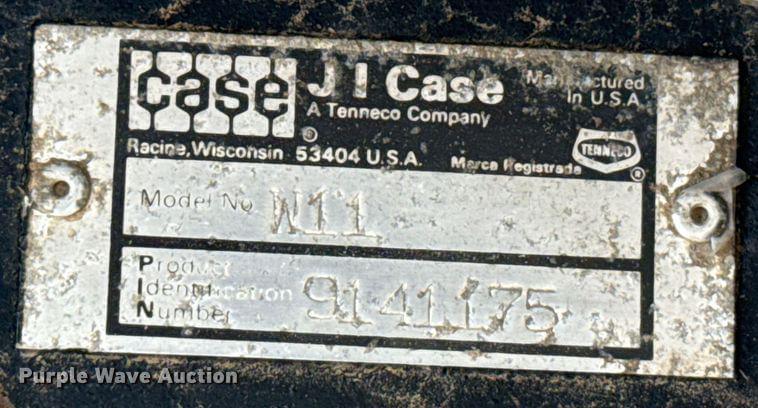 case
J I Case
A Tenneco Company
Manufactured
In U.S.A.
Racine, Wisconsin 53404 U.S.A.
Marca Registrada
TENNECO
®
®
Model No W11
Product
Identification
Number
9141175
Purple Wave Auction